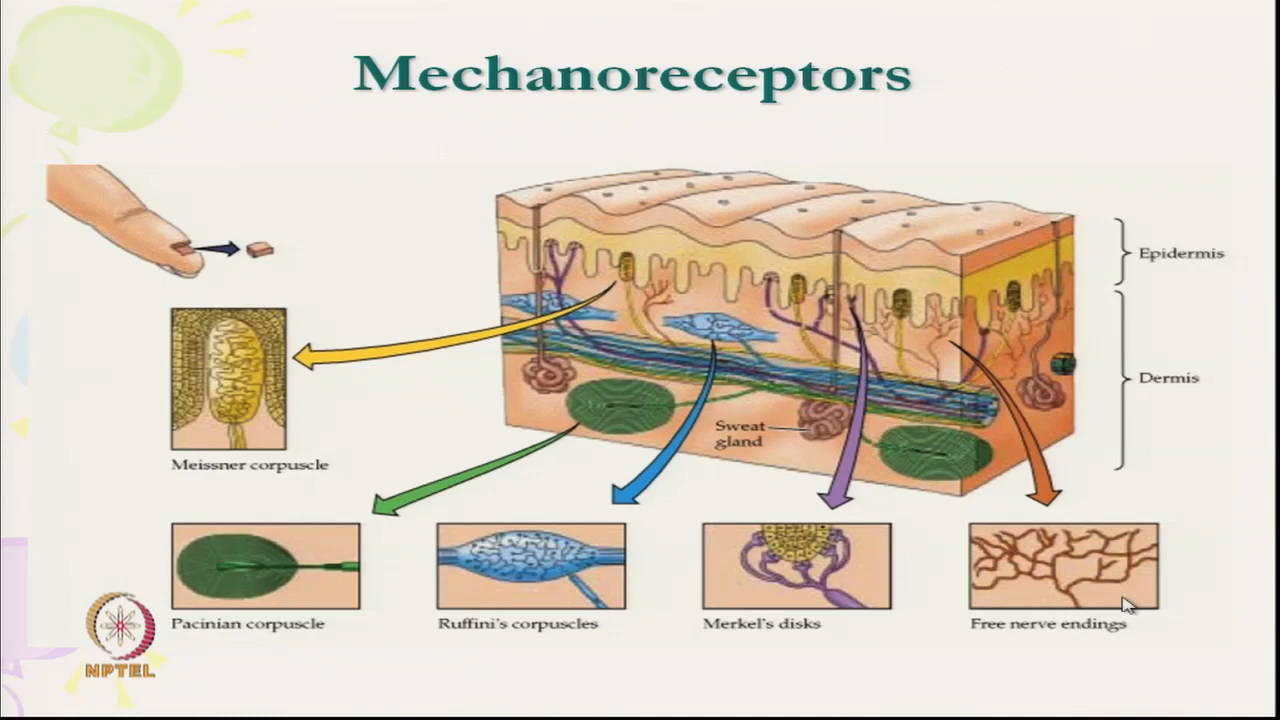 Mechanoreceptors
Epidermis
Dermis
Sweat
gland
Meissner corpuscle
Pacinian corpuscle
Ruffini's corpuscles
Merkel's disks
Free nerve endings
NPTEL